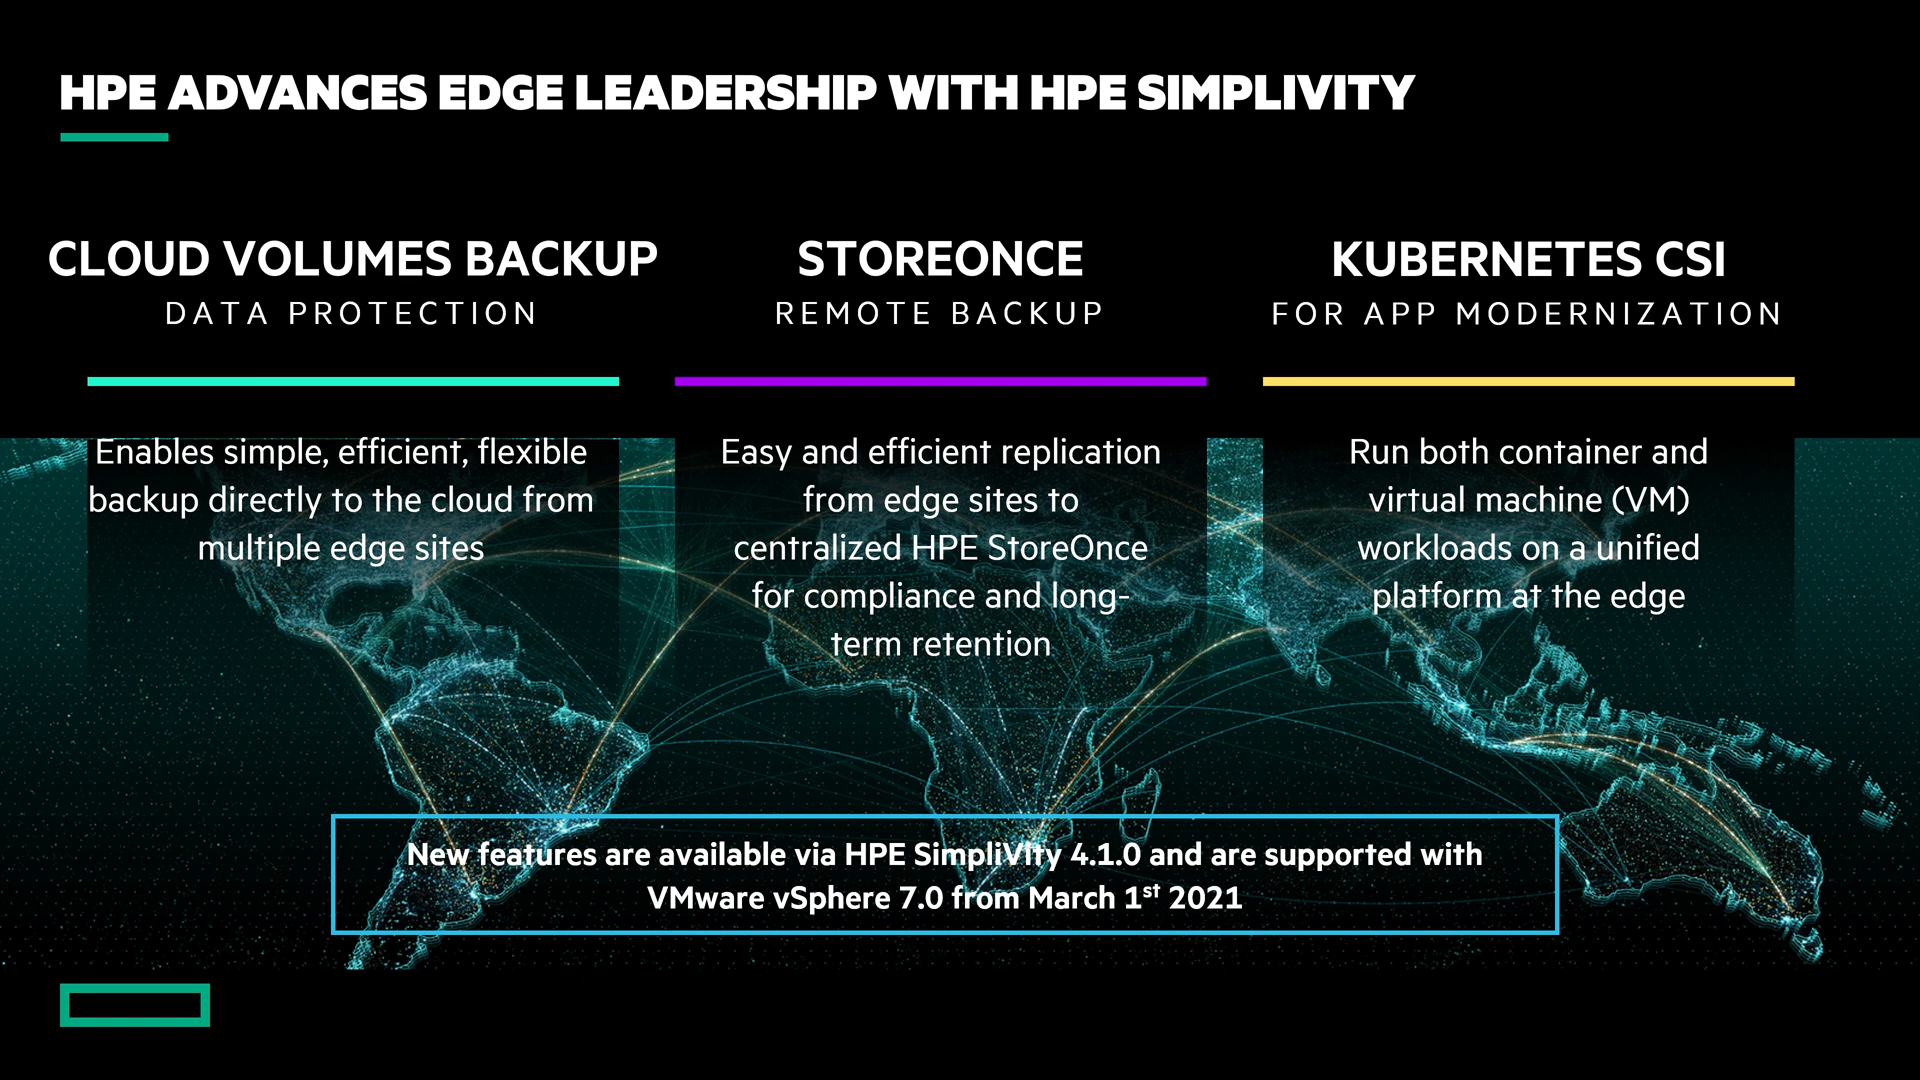 HPE ADVANCES EDGE LEADERSHIP WITH HPE SIMPLIVITY
CLOUD VOLUMES BACKUP
DATA PROTECTION
Enables simple, efficient, flexible
backup directly to the cloud from
multiple edge sites
STOREONCE
REMOTE BACKUP
Easy and efficient replication
from edge sites to
centralized HPE StoreOnce
for compliance and long-
term retention
KUBERNETES CSI
FOR APP MODERNIZATION
Run both container and
virtual machine (VM)
workloads on a unified
platform at the edge
New features are available via HPE SimpliVIty 4.1.0 and are supported with
VMware vSphere 7.0 from March 1st 2021